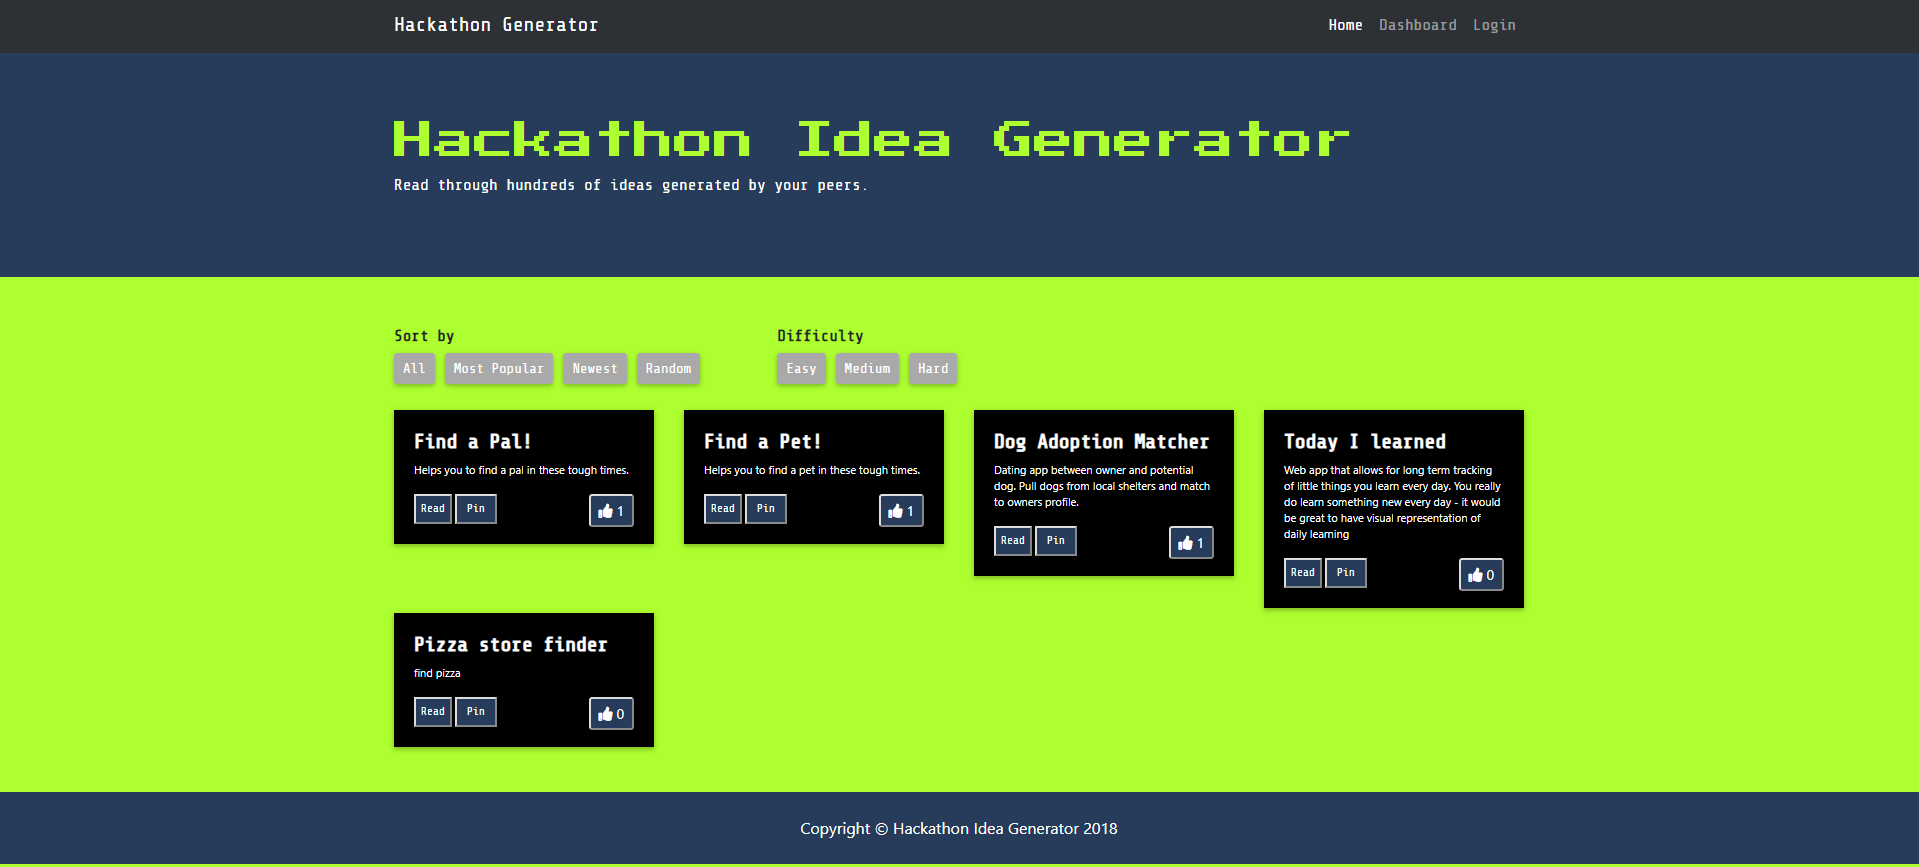 Hackathon Generator
Home Dashboard Login
Hackathon Idea Generator
Read through hundreds of ideas generated by your peers.
Sort by
All Most Popular Newest Random
Difficulty
Easy Medium Hard
Find a Pal!
Helps you to find a pal in these tough times.
Read Pin 1
Find a Pet!
Helps you to find a pet in these tough times.
Read Pin 1
Dog Adoption Matcher
Dating app between owner and potential
dog. Pull dogs from local shelters and match
to owners profile.
Read Pin 1
Today I learned
Web app that allows for long term tracking
of little things you learn every day. You really
do learn something new every day - it would
be great to have visual representation of
daily learning
Read Pin 0
Pizza store finder
find pizza
Read Pin 0
Copyright © Hackathon Idea Generator 2018